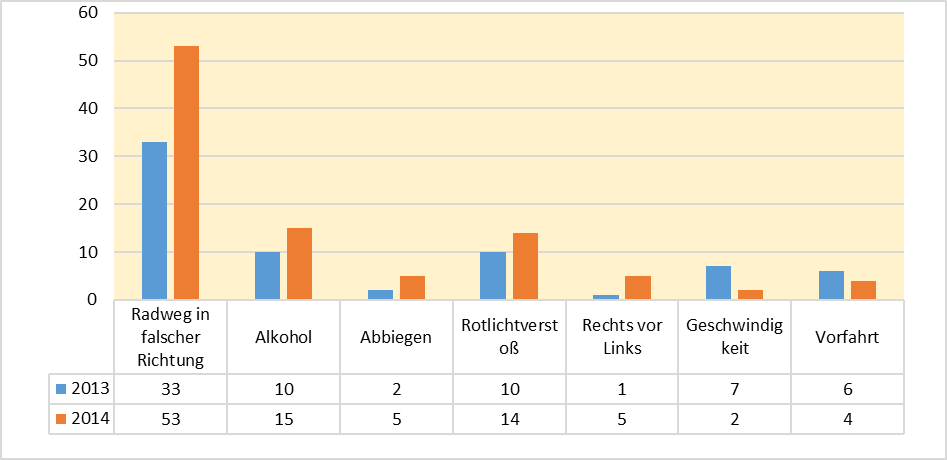 60
50
40
30
20
10
0
Radweg in
falscher
Richtung
Alkohol
Abbiegen
Rotlichtverst
oß
Rechts vor
Links
Geschwindig
keit
Vorfahrt
2013 33 10 2 10 1 7 6
2014 53 15 5 14 5 2 4